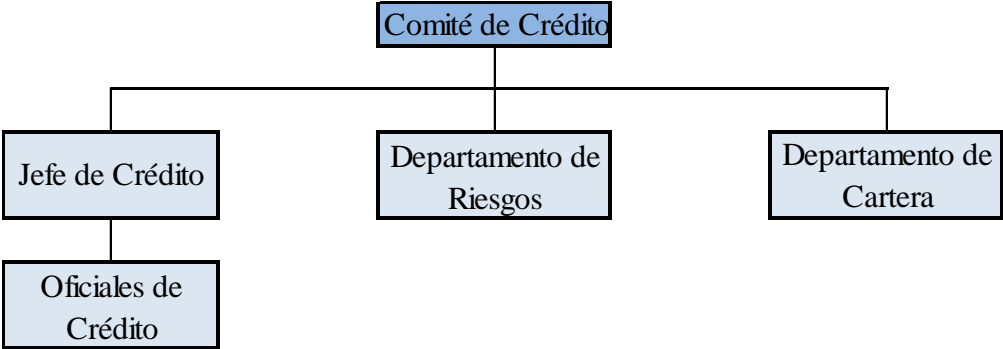 Comité de Crédito
Jefe de Crédito
Departamento de
Riesgos
Departamento de
Cartera
Oficiales de
Crédito